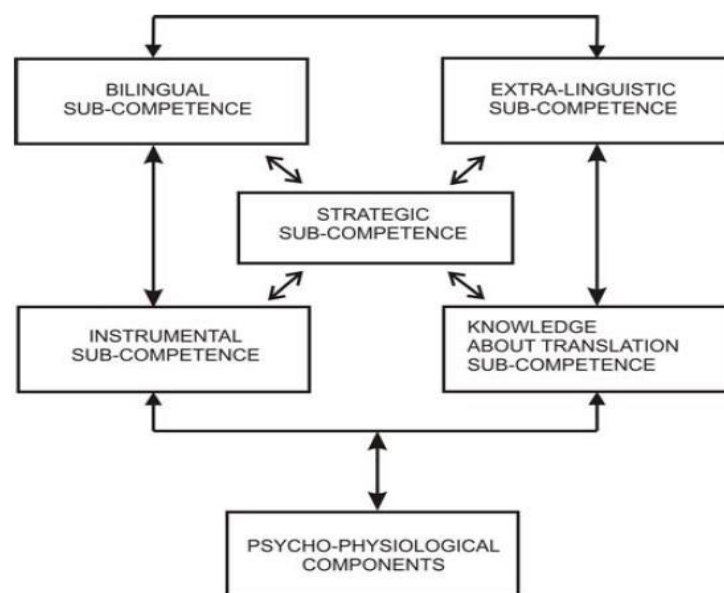 BILINGUAL
SUB-COMPETENCE
EXTRA-LINGUISTIC
SUB-COMPETENCE
STRATEGIC
SUB-COMPETENCE
INSTRUMENTAL
SUB-COMPETENCE
KNOWLEDGE
ABOUT TRANSLATION
SUB-COMPETENCE
PSYCHO-PHYSIOLOGICAL
COMPONENTS